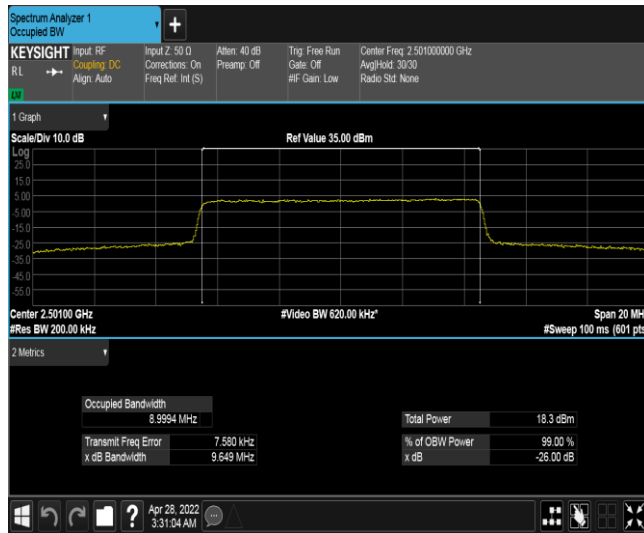 Spectrum Analyzer 1
Occupied BW
+
KEYSIGHT
RL
LXI
Input: RF
Coupling: DC
Align: Auto
Input Z: 50 Ω
Corrections: On
Freq Ref: Int (S)
Atten: 40 dB
Preamp: Off
Trig: Free Run
Gate: Off
#IF Gain: Low
Center Freq: 2.501000000 GHz
Avg|Hold: 30/30
Radio Std: None
1 Graph
Scale/Div 10.0 dB
Ref Value 35.00 dBm
Log
25.0
15.0
5.00
-5.00
-15.0
-25.0
-35.0
-45.0
-55.0
Center 2.50100 GHz
#Video BW 620.00 kHz*
Span 20 MH
#Res BW 200.00 kHz
#Sweep 100 ms (601 pts
2 Metrics
Occupied Bandwidth
8.9994 MHz
Total Power 18.3 dBm
Transmit Freq Error 7.580 kHz
% of OBW Power 99.00 %
x dB Bandwidth 9.649 MHz
x dB -26.00 dB
?
Apr 28, 2022
3:31:04 AM